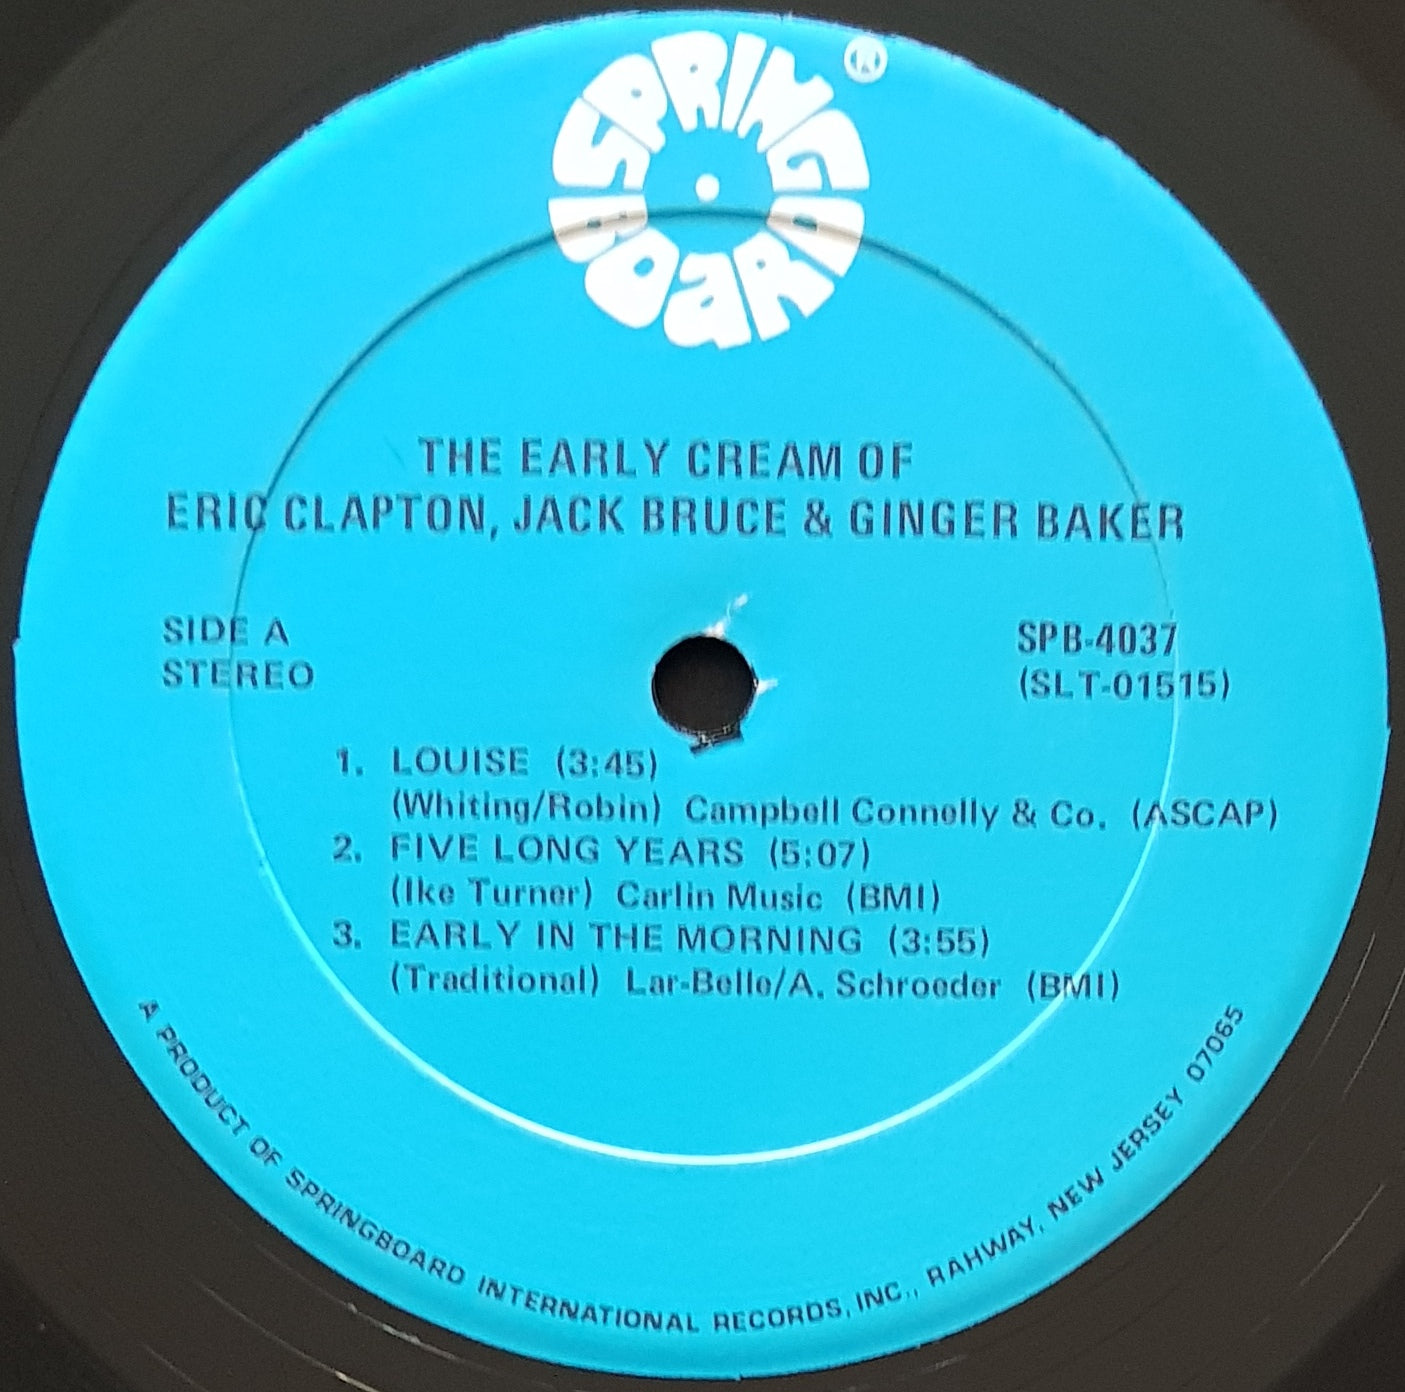 SPRING
BOARD
®
THE EARLY CREAM OF
ERIC CLAPTON, JACK BRUCE & GINGER BAKER
SIDE A
STEREO
SPB-4037
(SLT-01515)
1. LOUISE (3:45)
(Whiting/Robin) Campbell Connelly & Co. (ASCAP)
2. FIVE LONG YEARS (5:07)
(Ike Turner) Carlin Music (BMI)
3. EARLY IN THE MORNING (3:55)
(Traditional) Lar-Belle/A. Schroeder (BMI)
A PRODUCT OF SPRINGBOARD INTERNATIONAL RECORDS, INC., RAHWAY, NEW JERSEY 07065